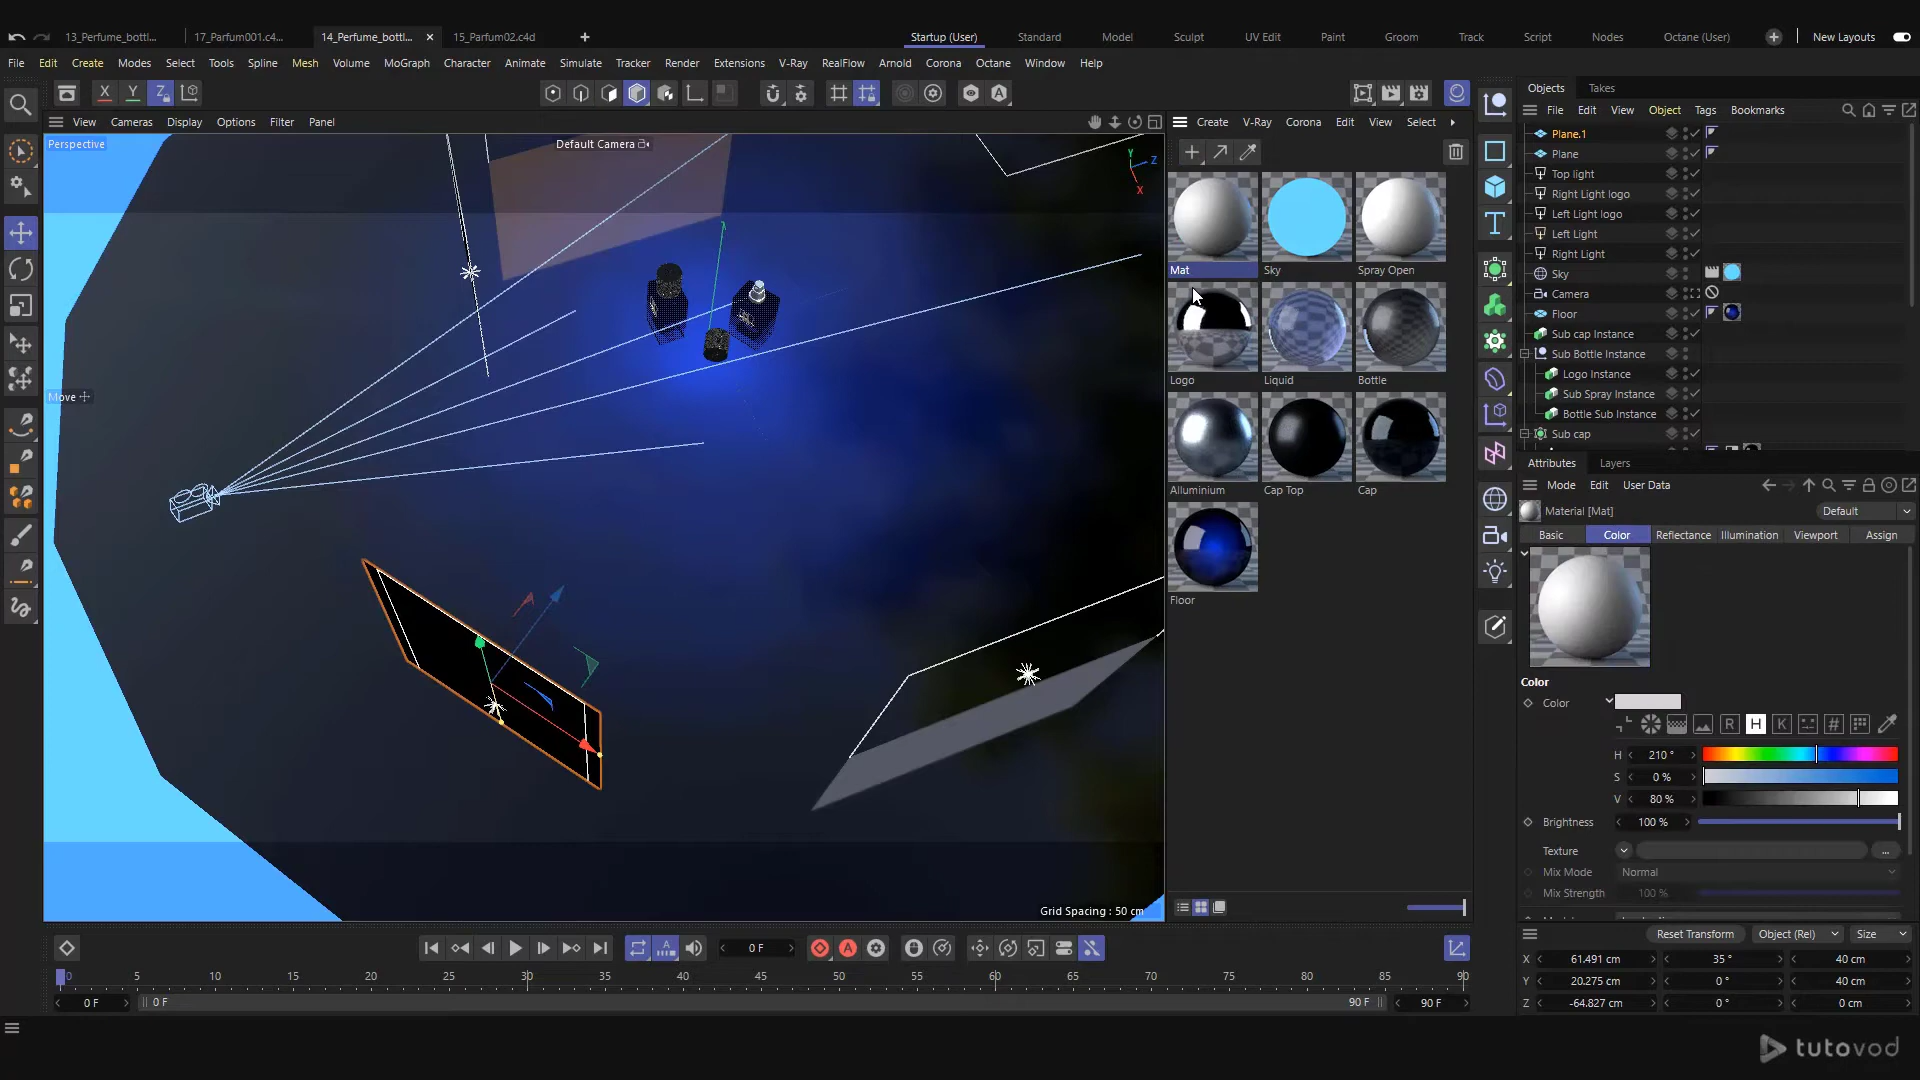 13_Perfume_bottl... 17_Parfum001.c4d... 14_Perfume_bottl... 15_Parfum02.c4d
Startup (User) Standard Model Sculpt UV Edit Paint Groom Track Script Nodes Octane (User) New Layouts
File Edit Create Modes Select Tools Spline Mesh Volume MoGraph Character Animate Simulate Tracker Render Extensions V-Ray RealFlow Arnold Corona Octane Window Help
X Y Z
View Cameras Display Options Filter Panel
Perspective
Default Camera
Y
Z
X
Move
Grid Spacing : 50 cm
Create V-Ray Corona Edit View Select
Mat Sky Spray Open
Logo Liquid Bottle
Alluminium Cap Top Cap
Floor
Objects Takes
File Edit View Object Tags Bookmarks
Plane.1
Plane
Top light
Right Light logo
Left Light logo
Left Light
Right Light
Sky
Camera
Floor
Sub cap Instance
Sub Bottle Instance
Logo Instance
Sub Spray Instance
Bottle Sub Instance
Sub cap
Attributes Layers
Mode Edit User Data
Material [Mat] Default
Basic Color Reflectance Illumination Viewport Assign
Color
Color
R H K #
H 210 °
S 0 %
V 80 %
Brightness 100 %
Texture ...
Mix Mode Normal
Mix Strength 100 %
0 F
0 5 10 15 20 25 30 35 40 45 50 55 60 65 70 75 80 85 90
0 F 0 F 90 F 90 F
Reset Transform Object (Rel) Size
X 61.491 cm 35 ° 40 cm
Y 20.275 cm 0 ° 40 cm
Z -64.827 cm 0 ° 0 cm
tutovod